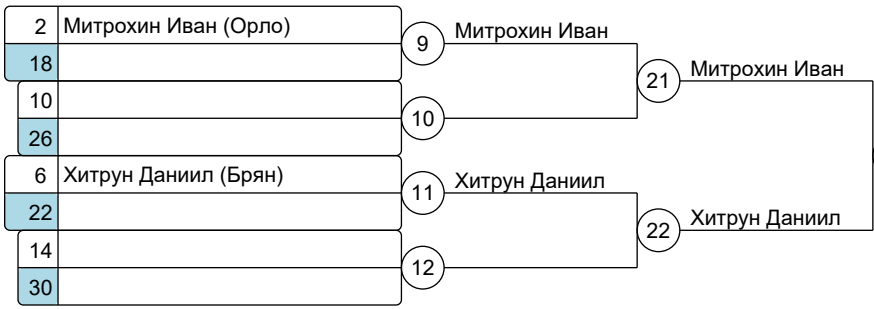 2 Митрохин Иван (Орло)
18
9 Митрохин Иван
10
26
10
21 Митрохин Иван
6 Хитрун Даниил (Брян)
22
11 Хитрун Даниил
14
30
12
22 Хитрун Даниил